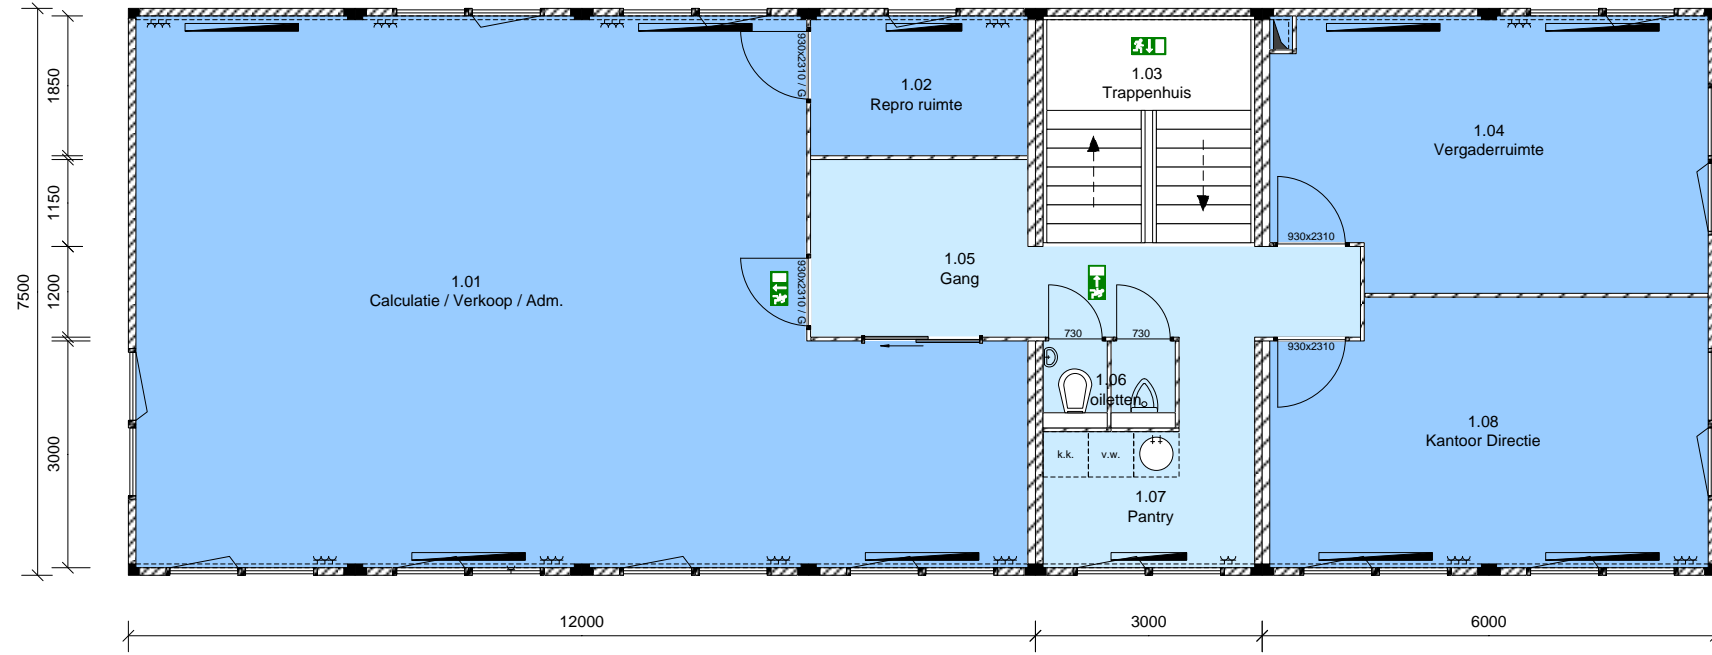 930x2310 / G
1.02
Repro ruimte
1.03
Trappenhuis
1.04
Vergaderruimte
1850
1150
7500
1200
3000
1.01
Calculatie / Verkoop / Adm.
930x2310 / G
1.05
Gang
930x2310
730
730
930x2310
1.06
oiletten
k.k.
v.w.
1.07
Pantry
1.08
Kantoor Directie
12000
3000
6000